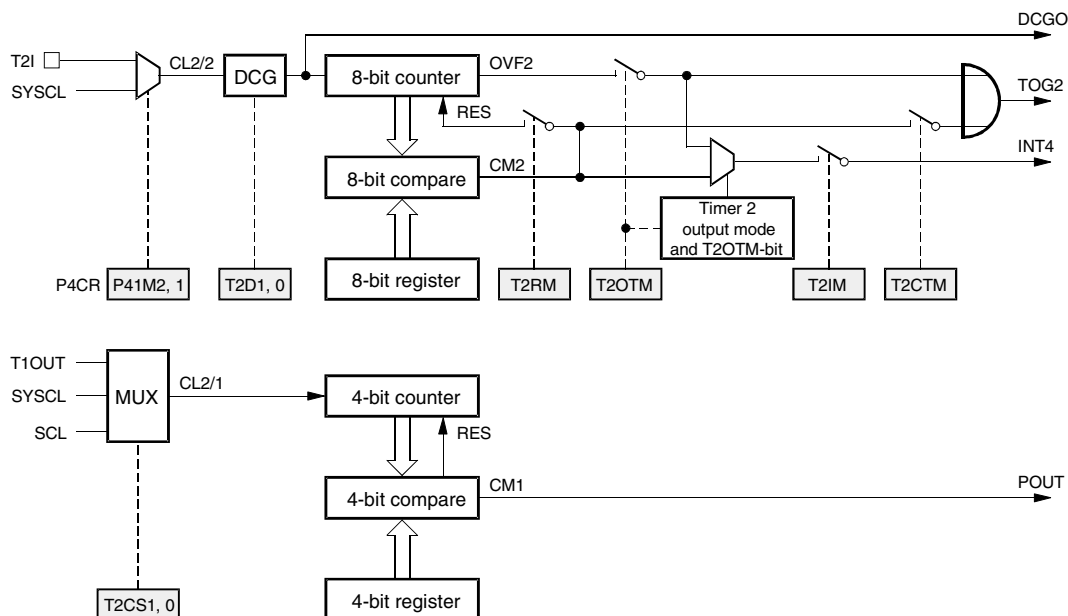 DCGO
T2I
CL2/2
DCG
8-bit counter
OVF2
TOG2
SYSCL
RES
INT4
8-bit compare
CM2
Timer 2
output mode
and T2OTM-bit
P4CR
P41M2, 1
T2D1, 0
8-bit register
T2RM
T2OTM
T2IM
T2CTM
T1OUT
SYSCL
SCL
MUX
CL2/1
4-bit counter
RES
4-bit compare
CM1
POUT
T2CS1, 0
4-bit register